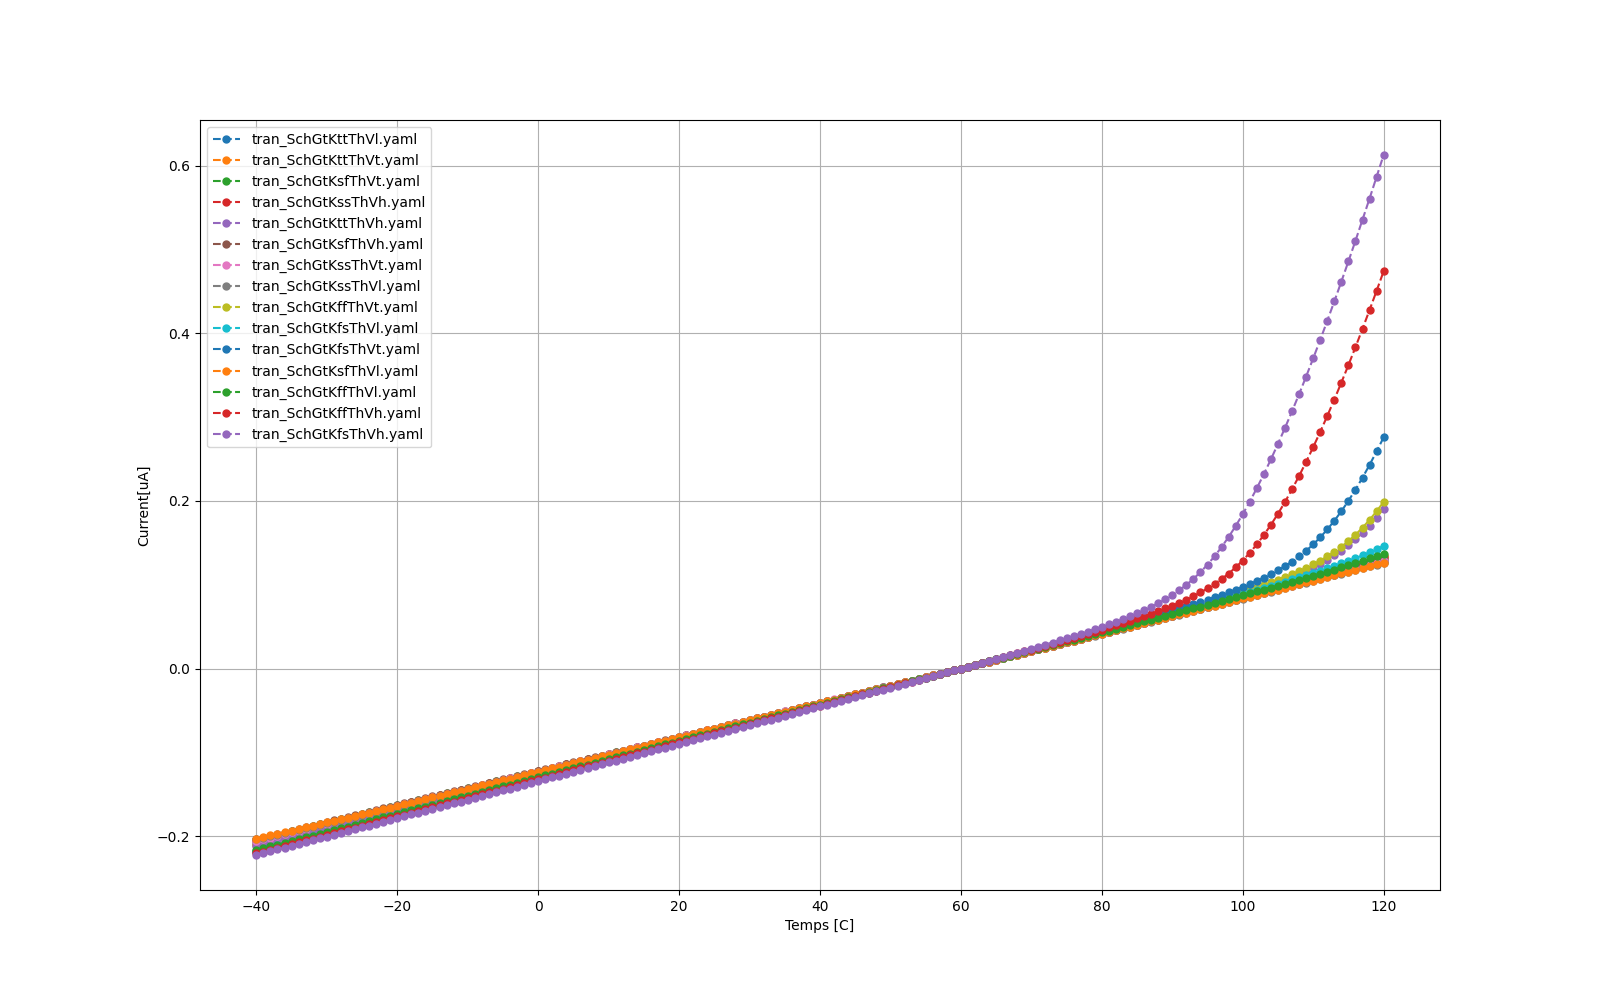 tran_SchGtKttThVl.yaml
tran_SchGtKttThVt.yaml
tran_SchGtKsfThVt.yaml
tran_SchGtKssThVh.yaml
tran_SchGtKttThVh.yaml
tran_SchGtKsfThVh.yaml
tran_SchGtKssThVt.yaml
tran_SchGtKssThVl.yaml
tran_SchGtKffThVt.yaml
tran_SchGtKfsThVl.yaml
tran_SchGtKfsThVt.yaml
tran_SchGtKsfThVl.yaml
tran_SchGtKffThVl.yaml
tran_SchGtKffThVh.yaml
tran_SchGtKfsThVh.yaml
0.6
0.4
0.2
0.0
−0.2
Current[uA]
−40 −20 0 20 40 60 80 100 120
Temps [C]